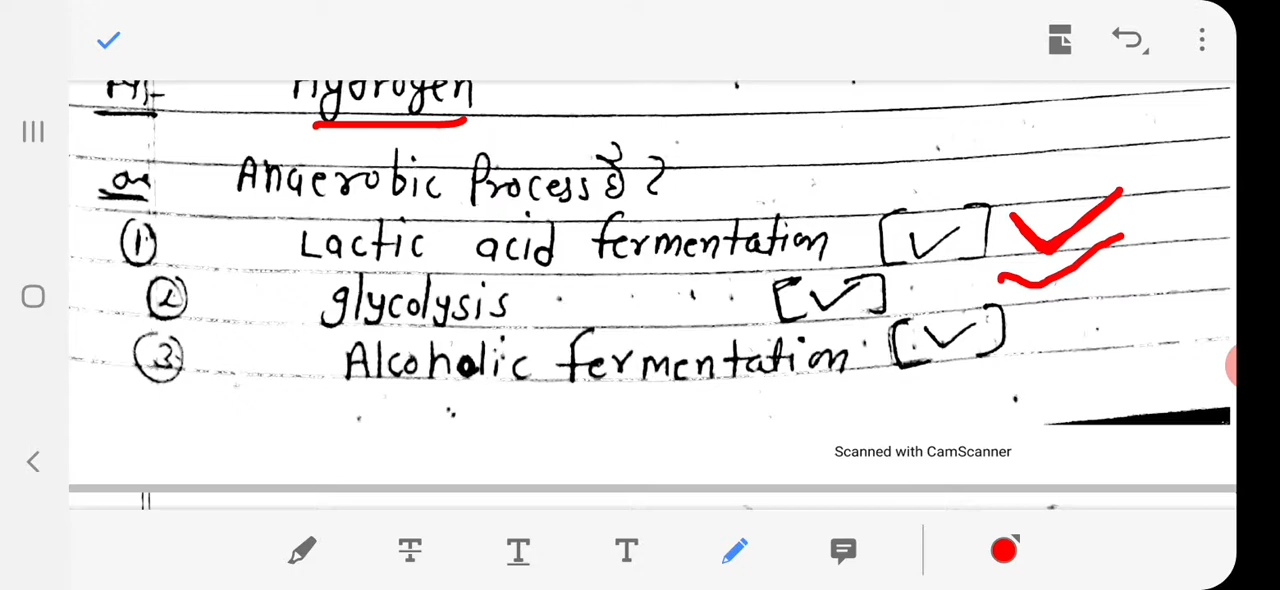 Hydrogen
Anaerobic Process है ?
① Lactic acid fermentation [✓]
② glycolysis [✓]
③ Alcoholic fermentation [✓]
Scanned with CamScanner